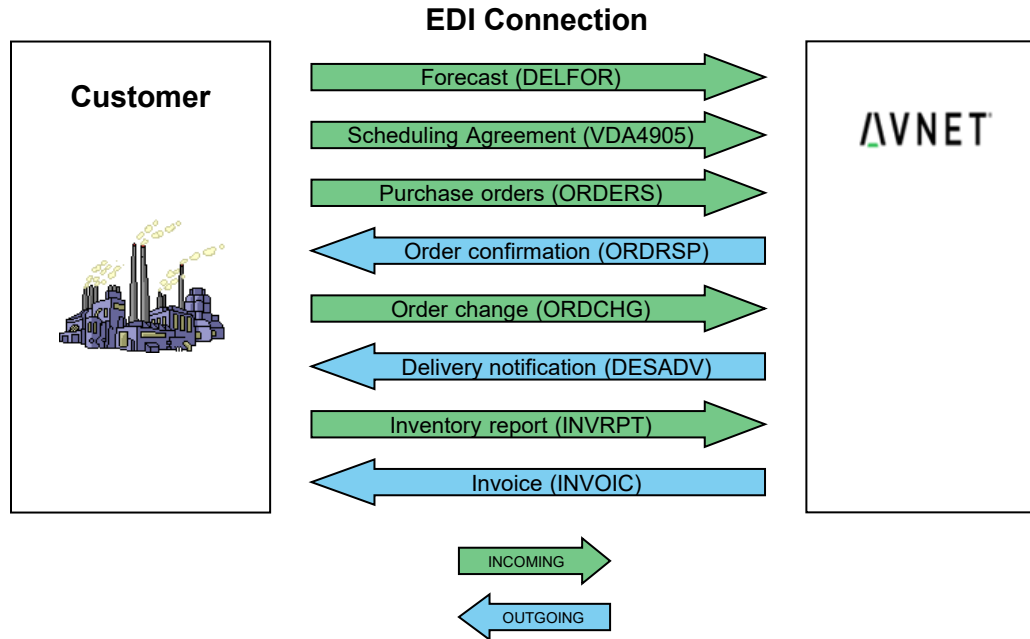 EDI Connection
Customer
AVNET
Forecast (DELFOR)
Scheduling Agreement (VDA4905)
Purchase orders (ORDERS)
Order confirmation (ORDRSP)
Order change (ORDCHG)
Delivery notification (DESADV)
Inventory report (INVRPT)
Invoice (INVOIC)
INCOMING
OUTGOING